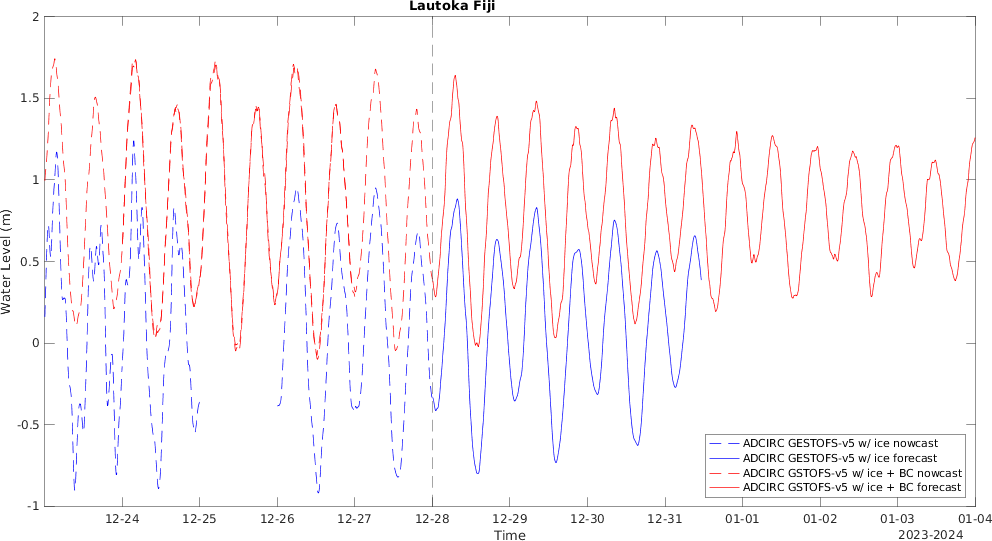 Lautoka Fiji
2
1.5
1
0.5
0
-0.5
-1
Water Level (m)
12-24 12-25 12-26 12-27 12-28 12-29 12-30 12-31 01-01 01-02 01-03 01-04
Time
2023-2024
ADCIRC GESTOFS-v5 w/ ice nowcast
ADCIRC GESTOFS-v5 w/ ice forecast
ADCIRC GSTOFS-v5 w/ ice + BC nowcast
ADCIRC GSTOFS-v5 w/ ice + BC forecast